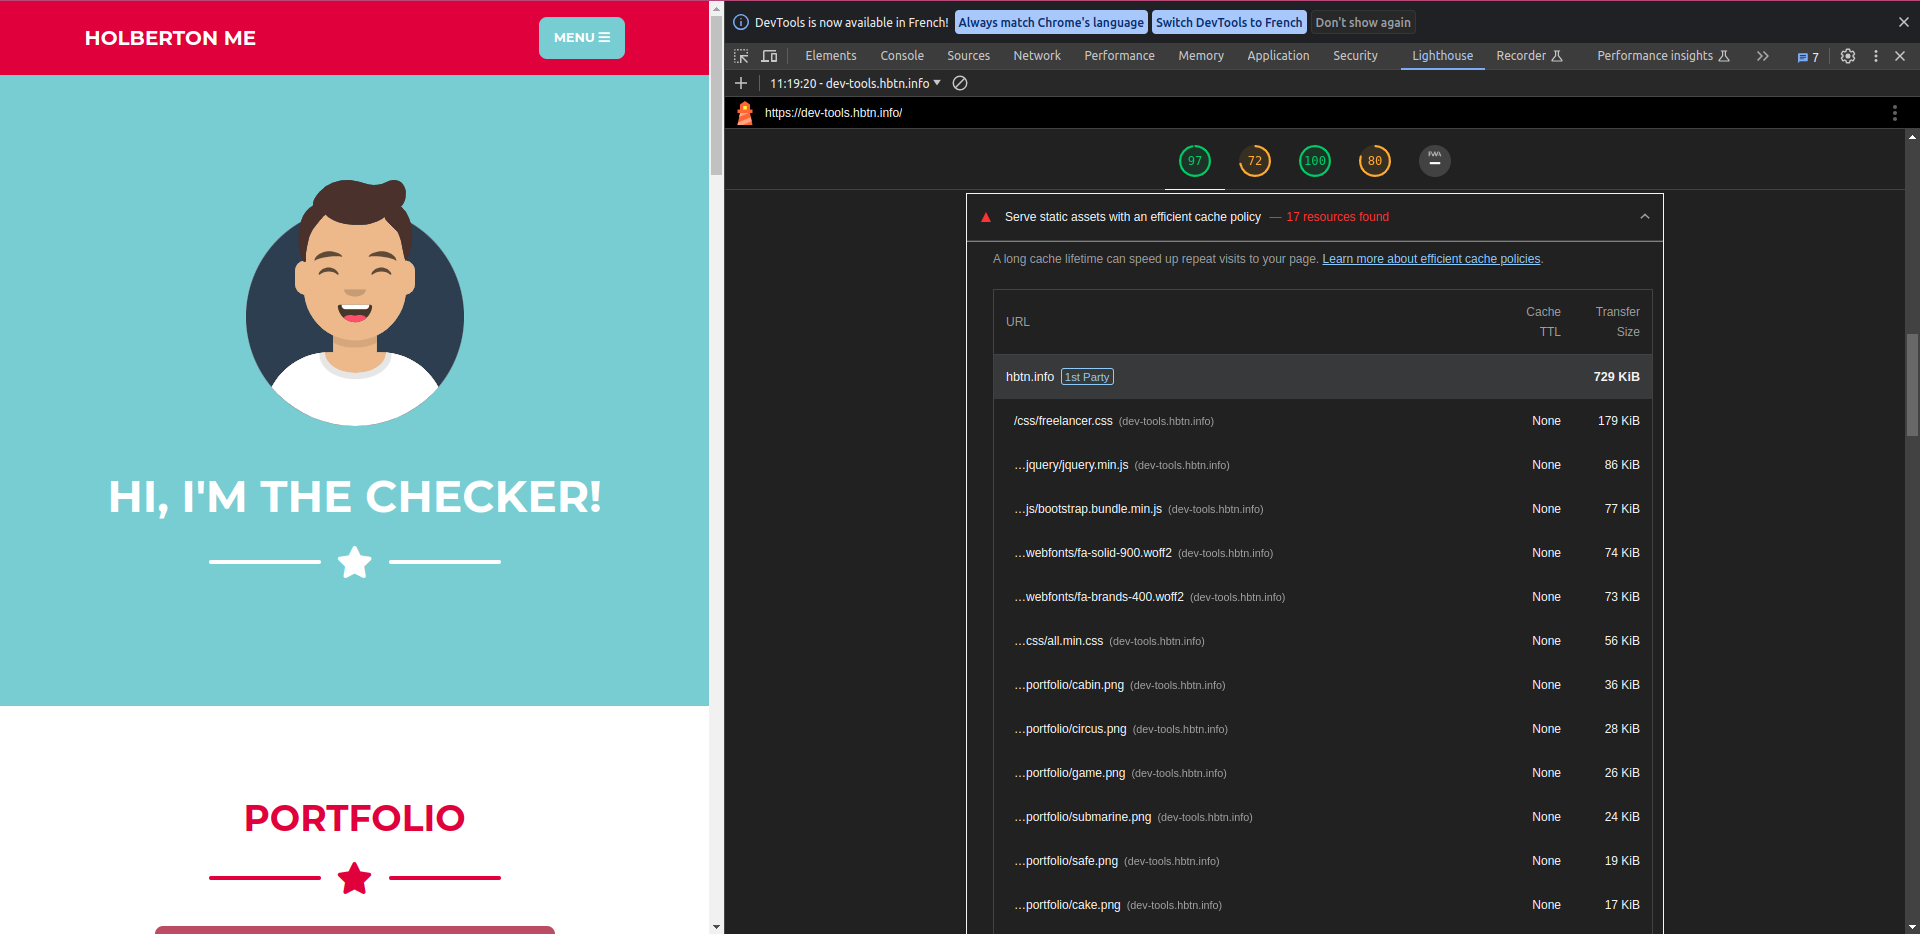 HOLBERTON ME
MENU
HI, I'M THE CHECKER!
PORTFOLIO
DevTools is now available in French! Always match Chrome's language Switch DevTools to French Don't show again
Elements Console Sources Network Performance Memory Application Security Lighthouse Recorder Performance insights 7
11:19:20 - dev-tools.hbtn.info
https://dev-tools.hbtn.info/
97 72 100 80 PWA
Serve static assets with an efficient cache policy — 17 resources found
A long cache lifetime can speed up repeat visits to your page. Learn more about efficient cache policies.
URL Cache TTL Transfer Size
hbtn.info 1st Party 729 KiB
/css/freelancer.css (dev-tools.hbtn.info) None 179 KiB
…jquery/jquery.min.js (dev-tools.hbtn.info) None 86 KiB
…js/bootstrap.bundle.min.js (dev-tools.hbtn.info) None 77 KiB
…webfonts/fa-solid-900.woff2 (dev-tools.hbtn.info) None 74 KiB
…webfonts/fa-brands-400.woff2 (dev-tools.hbtn.info) None 73 KiB
…css/all.min.css (dev-tools.hbtn.info) None 56 KiB
…portfolio/cabin.png (dev-tools.hbtn.info) None 36 KiB
…portfolio/circus.png (dev-tools.hbtn.info) None 28 KiB
…portfolio/game.png (dev-tools.hbtn.info) None 26 KiB
…portfolio/submarine.png (dev-tools.hbtn.info) None 24 KiB
…portfolio/safe.png (dev-tools.hbtn.info) None 19 KiB
…portfolio/cake.png (dev-tools.hbtn.info) None 17 KiB